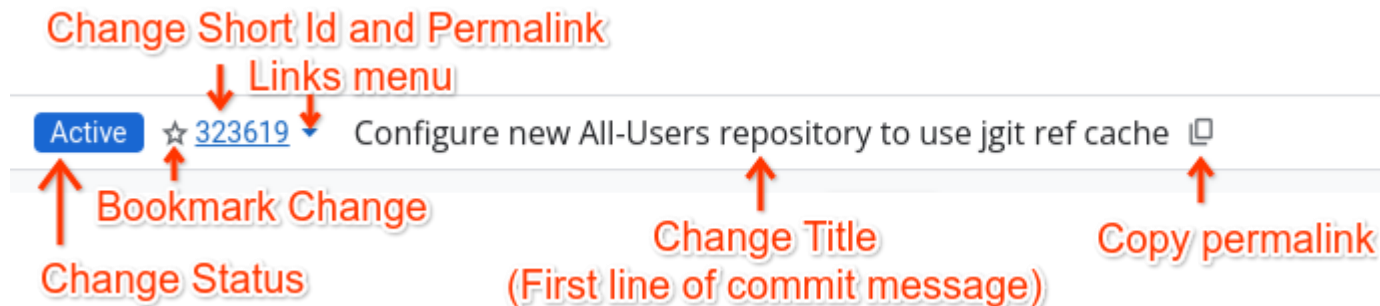 Change Short Id and Permalink
Links menu
Active 323619 Configure new All-Users repository to use jgit ref cache
Bookmark Change
Change Title
Copy permalink
Change Status
(First line of commit message)